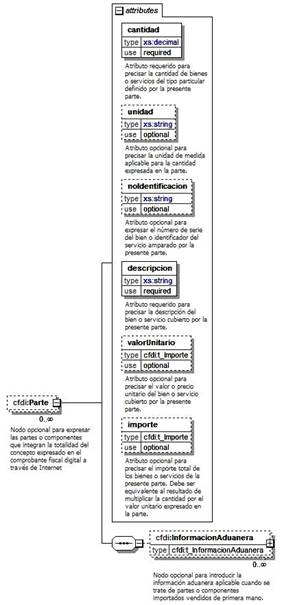 attributes
cantidad
type xs:decimal
use required
Atributo requerido para
precisar la cantidad de bienes
o servicios del tipo particular
definido por la presente
parte.
unidad
type xs:string
use optional
Atributo opcional para
precisar la unidad de medida
aplicable para la cantidad
expresada en la parte.
noIdentificacion
type xs:string
use optional
Atributo opcional para
expresar el número de serie
del bien o identificador del
servicio amparado por la
presente parte.
descripcion
type xs:string
use required
Atributo requerido para
precisar la descripción del
bien o servicio cubierto por la
presente parte.
valorUnitario
type cfdi:t_Importe
use optional
Atributo opcional para
precisar el valor o precio
unitario del bien o servicio
cubierto por la presente
parte.
importe
type cfdi:t_Importe
use optional
Atributo opcional para
precisar el importe total de
los bienes o servicios de la
presente parte. Debe ser
equivalente al resultado de
multiplicar la cantidad por el
valor unitario expresado en
la parte.
cfdi:Parte
0..∞
Nodo opcional para expresar
las partes o componentes
que integran la totalidad del
concepto expresado en el
comprobante fiscal digital a
través de Internet
cfdi:InformacionAduanera
type cfdi:t_InformacionAduanera
0..∞
Nodo opcional para introducir la
información aduanera aplicable cuando se
trate de partes o componentes
importados vendidos de primera mano.